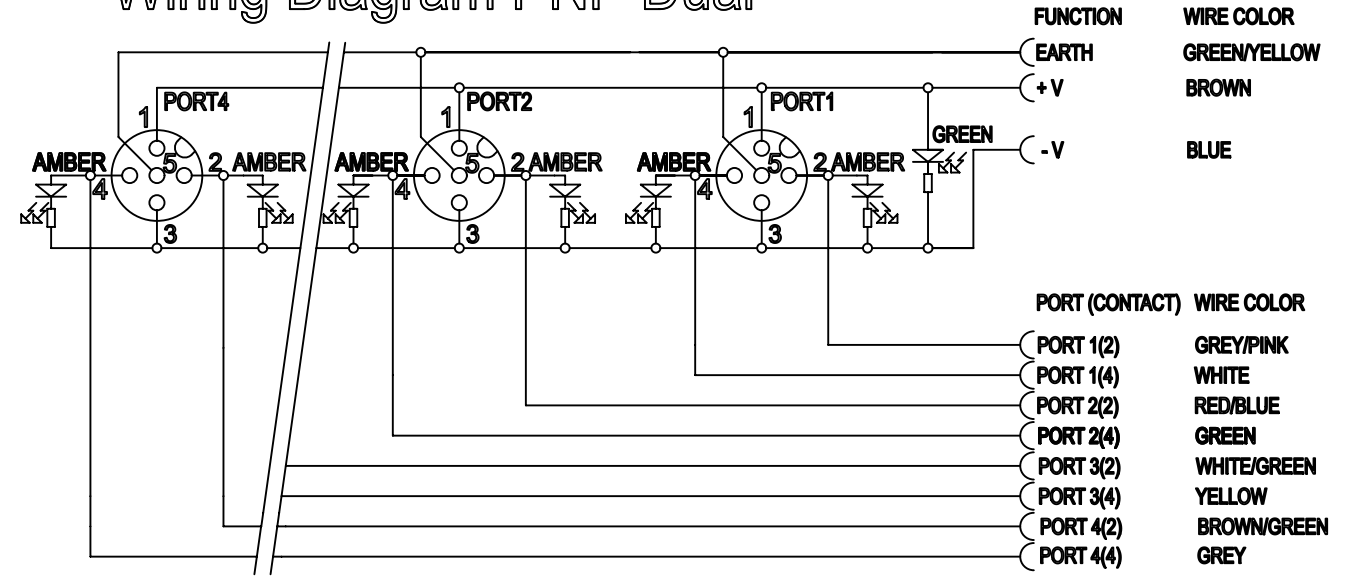 Wiring Diagram PNP Dual
FUNCTION WIRE COLOR
EARTH GREEN/YELLOW
+ V BROWN
- V BLUE
PORT4 PORT2 PORT1
1 1 1
GREEN
AMBER 5 2 AMBER AMBER 5 2 AMBER AMBER 5 2 AMBER
4 4 4
3 3 3
PORT (CONTACT) WIRE COLOR
PORT 1(2) GREY/PINK
PORT 1(4) WHITE
PORT 2(2) RED/BLUE
PORT 2(4) GREEN
PORT 3(2) WHITE/GREEN
PORT 3(4) YELLOW
PORT 4(2) BROWN/GREEN
PORT 4(4) GREY